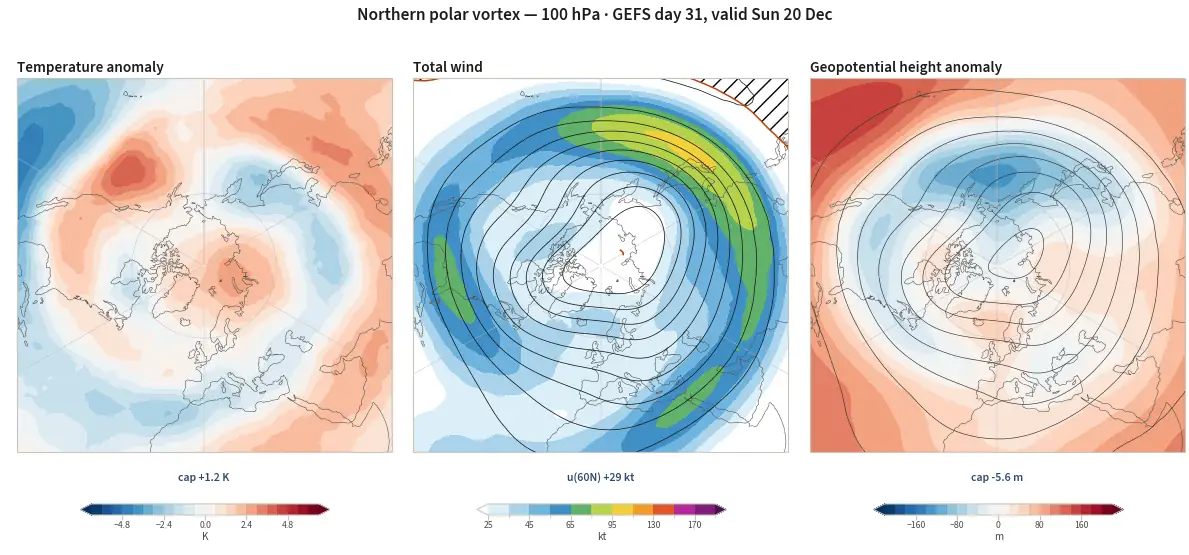 Northern polar vortex — 100 hPa · GEFS day 31, valid Sun 20 Dec
Temperature anomaly
Total wind
Geopotential height anomaly
cap +1.2 K
u(60N) +29 kt
cap -5.6 m
−4.8 −2.4 0.0 2.4 4.8
K
25 45 65 95 130 170
kt
−160 −80 0 80 160
m